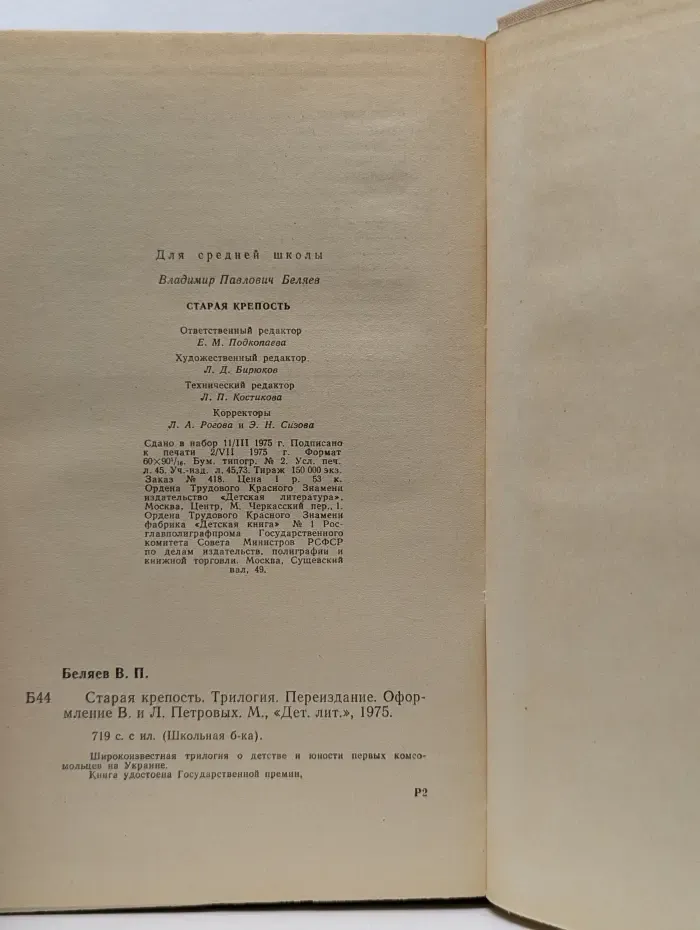 Для средней школы
Владимир Павлович Беляев
СТАРАЯ КРЕПОСТЬ
Ответственный редактор
Е. М. Подкопаева
Художественный редактор
Л. Д. Бирюков
Технический редактор
Л. П. Костикова
Корректоры
Л. А. Рогова и Э. Н. Сизова
Сдано в набор 11/III 1975 г. Подписано
к печати 2/VII 1975 г. Формат
60×90¹/₁₆. Бум. типогр. № 2. Усл. печ.
л. 45. Уч.-изд. л. 45,73. Тираж 150 000 экз.
Заказ № 418. Цена 1 р. 53 к.
Ордена Трудового Красного Знамени
издательство «Детская литература».
Москва, Центр, М. Черкасский пер., 1.
Ордена Трудового Красного Знамени
фабрика «Детская книга» № 1 Рос-
главполиграфпрома Государственного
комитета Совета Министров РСФСР
по делам издательств, полиграфии и
книжной торговли. Москва, Сущевский
вал, 49.
Беляев В. П.
Б44 Старая крепость. Трилогия. Переиздание. Офор-
мление В. и Л. Петровых. М., «Дет. лит.», 1975.
719 с. с ил. (Школьная б-ка).
Широкоизвестная трилогия о детстве и юности первых комсо-
мольцев на Украине.
Книга удостоена Государственной премии.
Р2